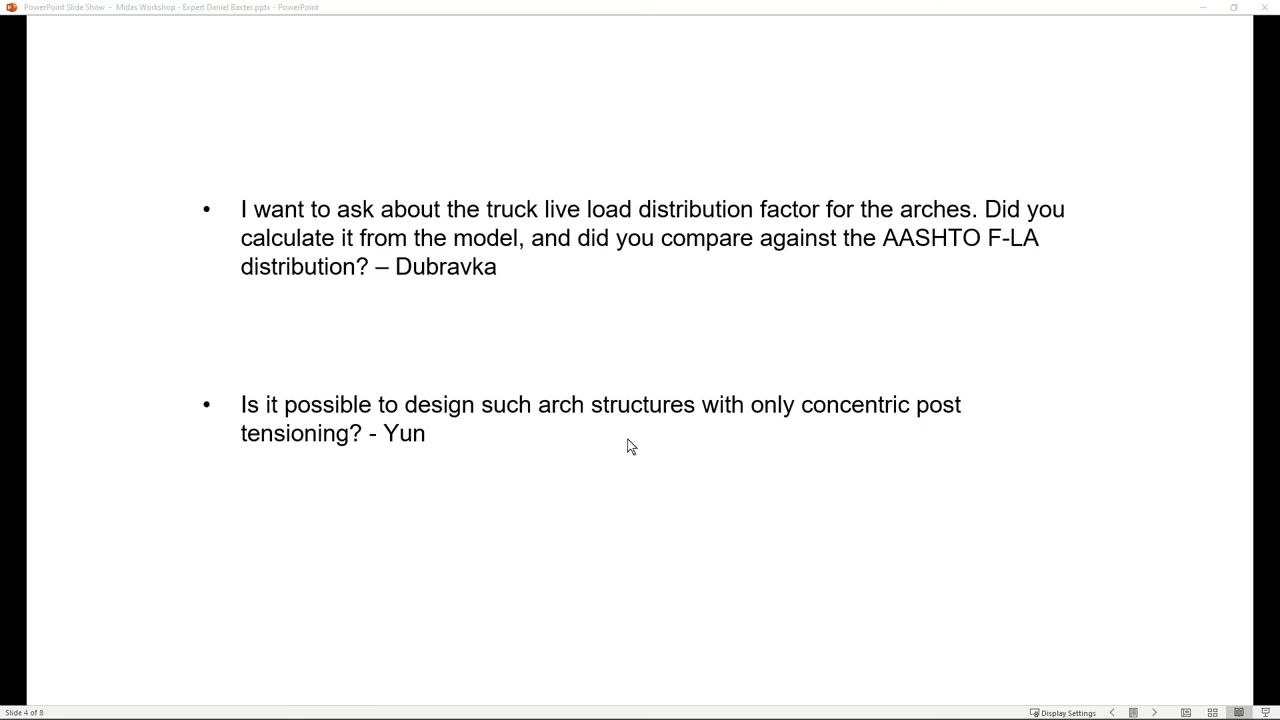 PowerPoint Slide Show - Midas Workshop - Expert Daniel Baxter.pptx - PowerPoint
• I want to ask about the truck live load distribution factor for the arches. Did you
calculate it from the model, and did you compare against the AASHTO F-LA
distribution? – Dubravka
• Is it possible to design such arch structures with only concentric post
tensioning? - Yun
Slide 4 of 8
Display Settings